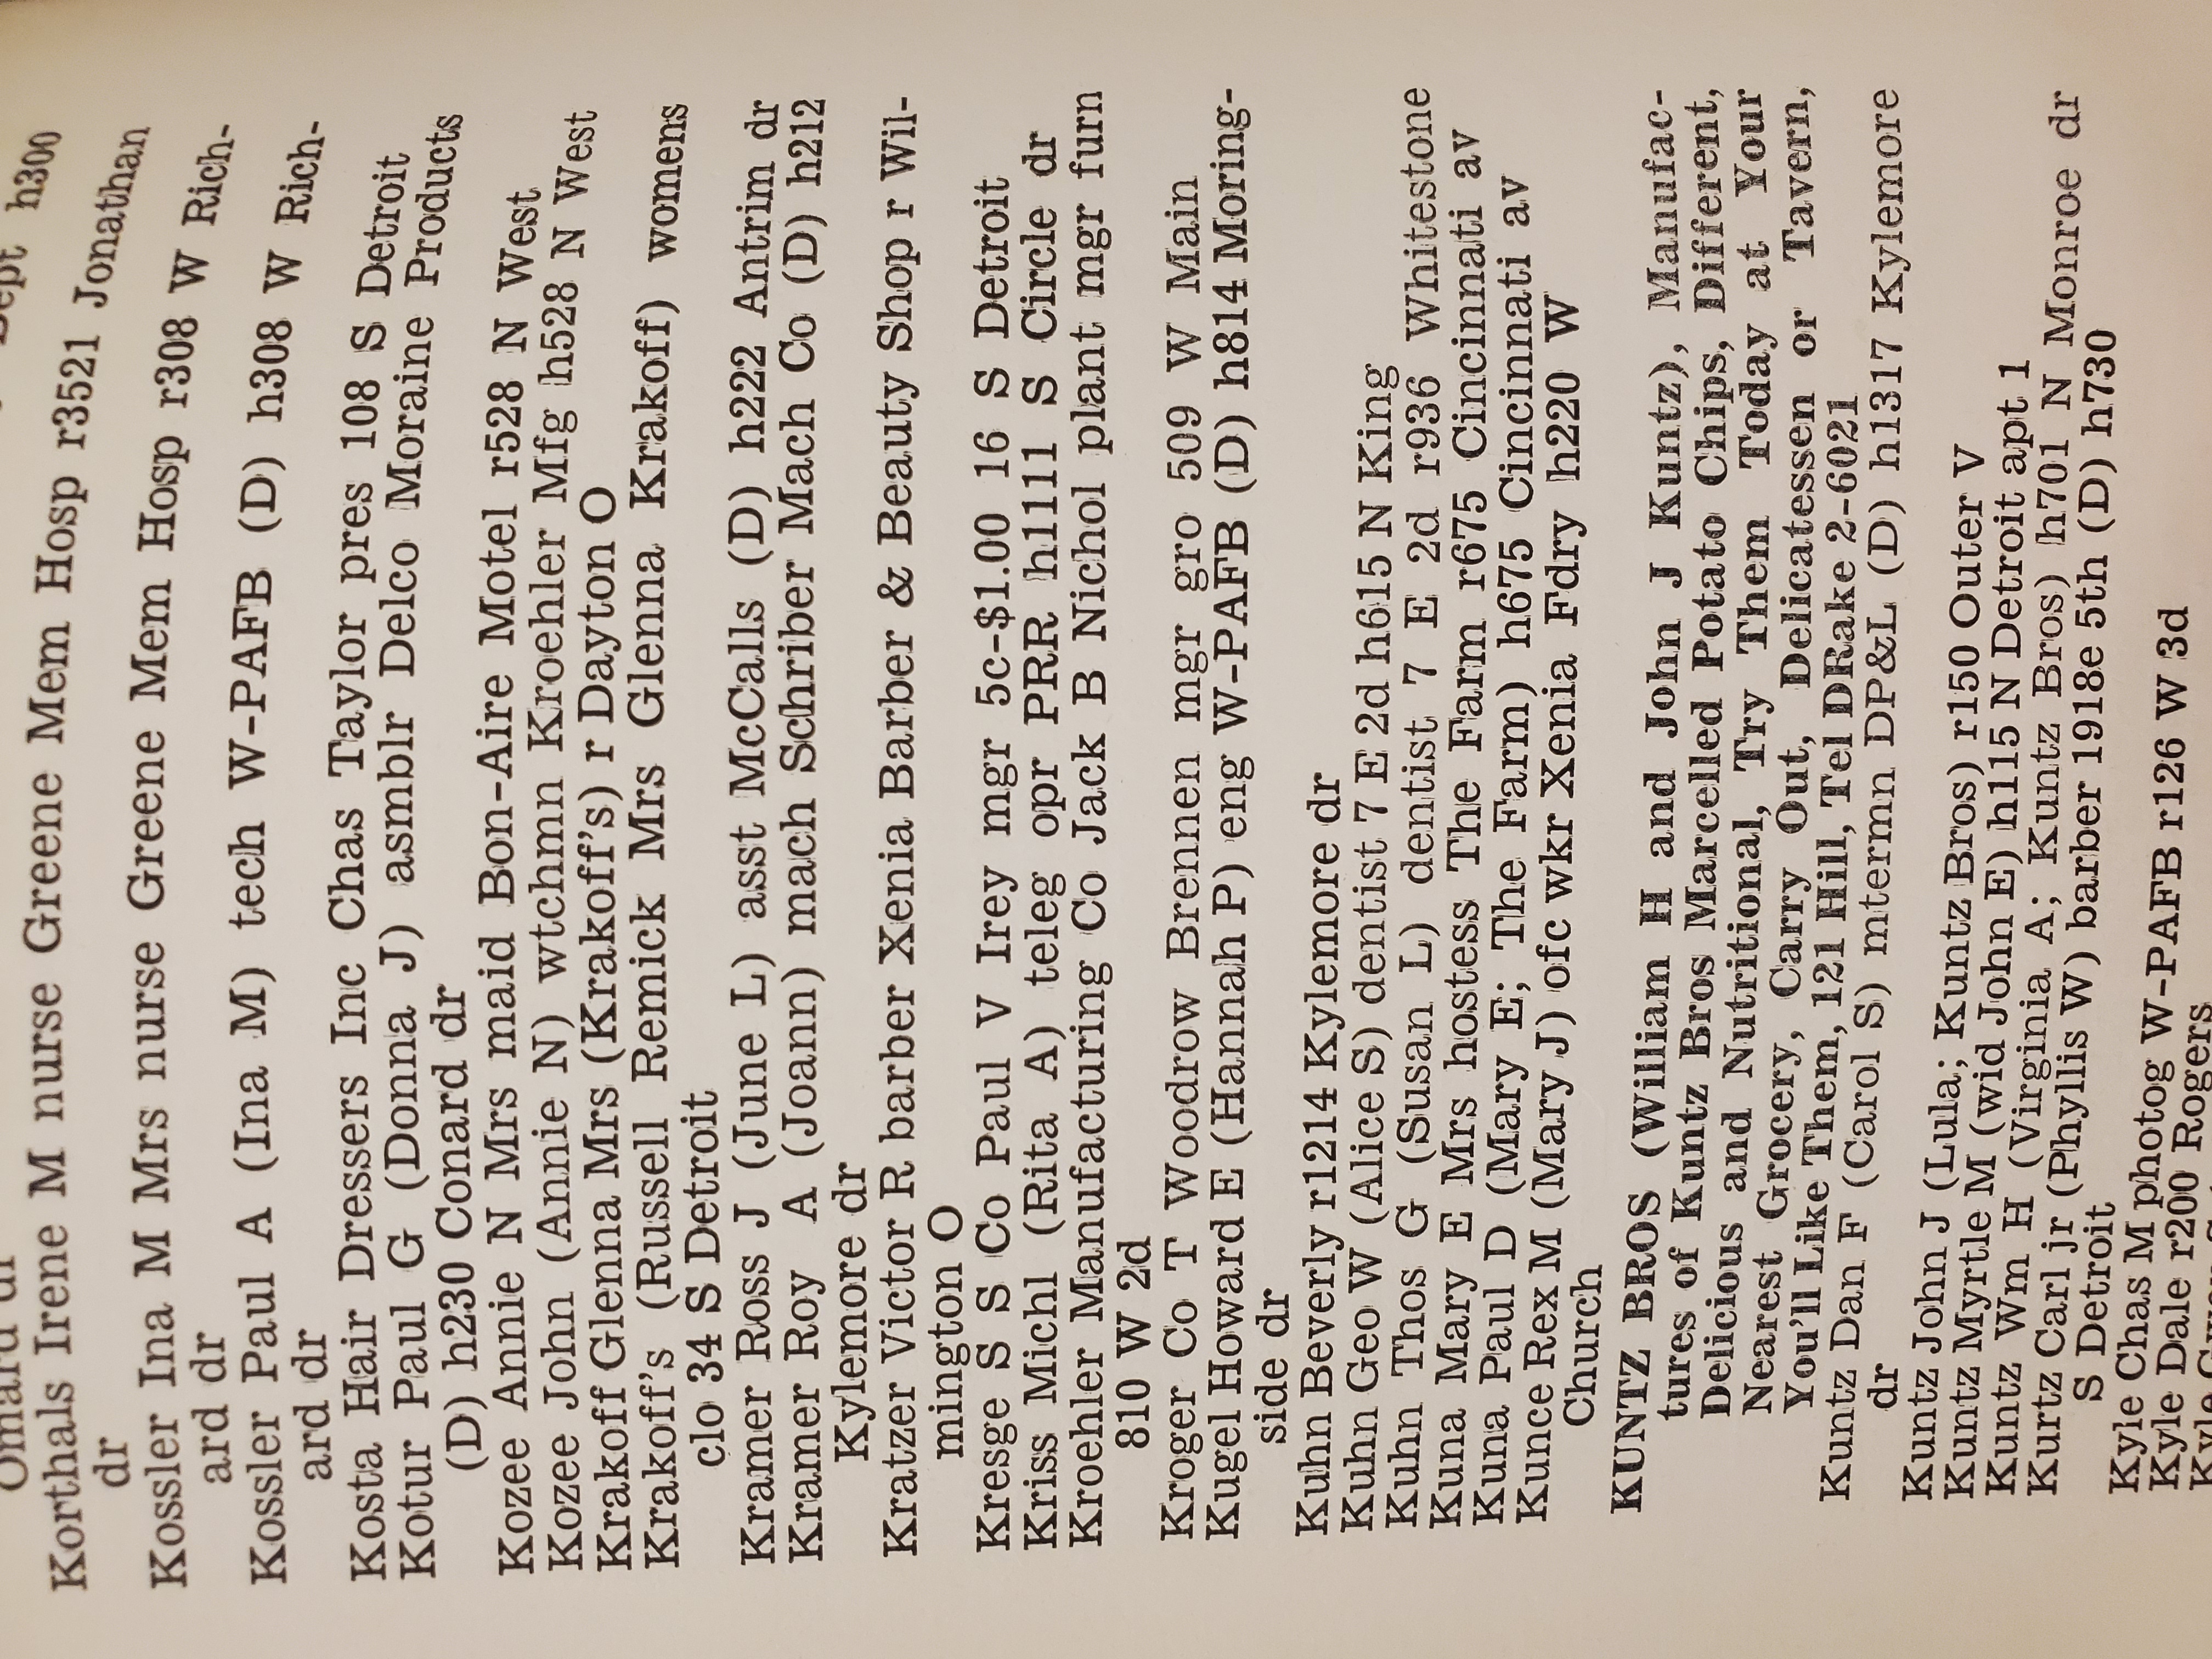 Dept h300
Omard dr
Korthals Irene M nurse Greene Mem Hosp r3521 Jonathan
dr
Kossler Ina M Mrs nurse Greene Mem Hosp r308 W Rich-
ard dr
Kossler Paul A (Ina M) tech W-PAFB (D) h308 W Rich-
ard dr
Kosta Hair Dressers Inc Chas Taylor pres 108 S Detroit
Kotur Paul G (Donna J) asmblr Delco Moraine Products
(D) h230 Conard dr
Kozee Annie N Mrs maid Bon-Aire Motel r528 N West
Kozee John (Annie N) wtchmn Kroehler Mfg h528 N West
Krakoff Glenna Mrs (Krakoff's) r Dayton O
Krakoff's (Russell Remick Mrs Glenna Krakoff) womens
clo 34 S Detroit
Kramer Ross J (June L) asst McCalls (D) h222 Antrim dr
Kramer Roy A (Joann) mach Schriber Mach Co (D) h212
Kylemore dr
Kratzer Victor R barber Xenia Barber & Beauty Shop r Wil-
mington O
Kresge S S Co Paul V Irey mgr 5c-$1.00 16 S Detroit
Kriss Michl (Rita A) teleg opr PRR h1111 S Circle dr
Kroehler Manufacturing Co Jack B Nichol plant mgr furn
810 W 2d
Kroger Co T Woodrow Brennen mgr gro 509 W Main
Kugel Howard E (Hannah P) eng W-PAFB (D) h814 Moring-
side dr
Kuhn Beverly r1214 Kylemore dr
Kuhn Geo W (Alice S) dentist 7 E 2d h615 N King
Kuhn Thos G (Susan L) dentist 7 E 2d r936 Whitestone
Kuna Mary E Mrs hostess The Farm r675 Cincinnati av
Kuna Paul D (Mary E; The Farm) h675 Cincinnati av
Kunce Rex M (Mary J) ofc wkr Xenia Fdry h220 W
Church
KUNTZ BROS (William H and John J Kuntz), Manufac-
tures of Kuntz Bros Marcelled Potato Chips, Different,
Delicious and Nutritional, Try Them Today at Your
Nearest Grocery, Carry Out, Delicatessen or Tavern,
You'll Like Them, 121 Hill, Tel DRake 2-6021
Kuntz Dan F (Carol S) mtermn DP&L (D) h1317 Kylemore
dr
Kuntz John J (Lula; Kuntz Bros) r150 Outer V
Kuntz Myrtle M (wid John E) h115 N Detroit apt 1
Kuntz Wm H (Virginia A; Kuntz Bros) h701 N Monroe dr
Kurtz Carl jr (Phyllis W) barber 1918e 5th (D) h730
S Detroit
Kyle Chas M photog W-PAFB r126 W 3d
Kyle Dale r200 Rogers
Kyle